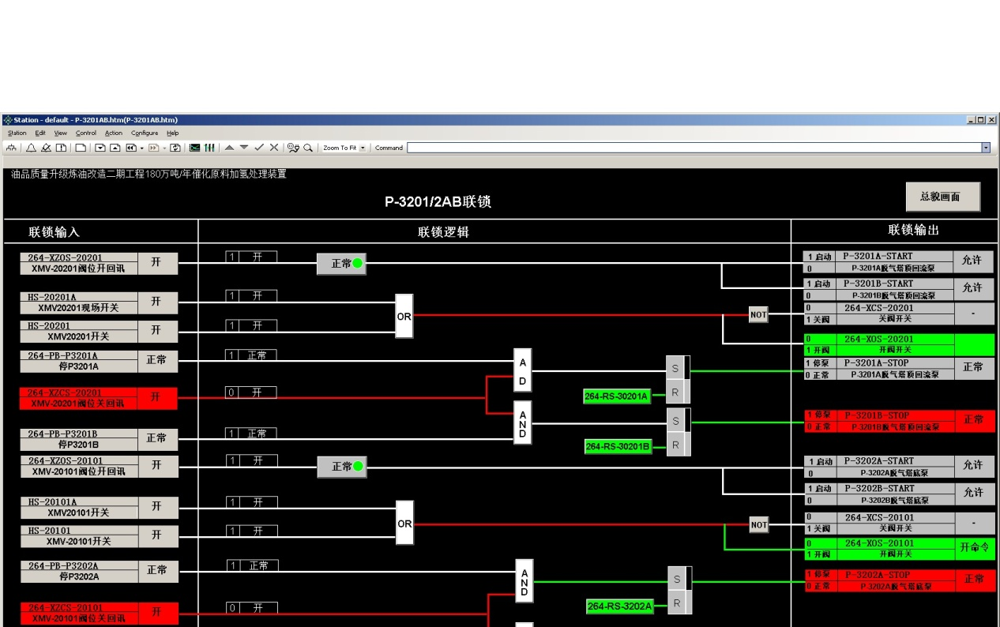 Station - default - P-3201AB.htm(P-3201AB.htm)
Station Edit View Control Action Configure Help
Zoom To Fit Command
油品质量升级炼油改造二期工程180万吨/年催化原料加氢处理装置
P-3201/2AB联锁
总貌画面
联锁输入 联锁逻辑 联锁输出
264-XZOS-20201 开
XMV-20201阀位开回讯
1 开
正常
1 启动 P-3201A-START 允许
0 P-3201A脱气塔顶回流泵
1 启动 P-3201B-START 允许
0 P-3201B脱气塔顶回流泵
HS-20201A 开
XMV20201现场开关
1 开
OR
NOT
0 264-XCS-20201 -
1 关阀 关阀开关
HS-20201 开
XMV20201开关
1 开
0 264-XOS-20201
1 开阀 开阀开关
264-PB-P3201A 正常
停P3201A
1 正常
A
D
S
R
264-RS-30201A
1 停泵 P-3201A-STOP 正常
0 正常 P-3201A脱气塔顶回流泵
264-XZCS-20201 开
XMV-20201阀位关回讯
0 开
A
N
D
S
R
264-RS-30201B
1 停泵 P-3201B-STOP 正常
0 正常 P-3201B脱气塔顶回流泵
264-PB-P3201B 正常
停P3201B
1 正常
264-XZOS-20101 开
XMV-20101阀位开回讯
1 开
正常
1 启动 P-3202A-START 允许
0 P-3202A脱气塔底泵
1 启动 P-3202B-START 允许
0 P-3202B脱气塔底泵
HS-20101A 开
XMV20101开关
1 开
OR
NOT
0 264-XCS-20101 -
1 关阀 关阀开关
HS-20101 开
XMV-20101开关
1 开
0 264-XOS-20101 开命令
1 开阀 开阀开关
264-PB-P3202A 正常
停P3202A
1 正常
A
N
D
S
R
264-RS-3202A
1 停泵 P-3202A-STOP 正常
0 正常 P-3202A脱气塔底泵
264-XZCS-20101 开
XMV-20101阀位关回讯
0 开